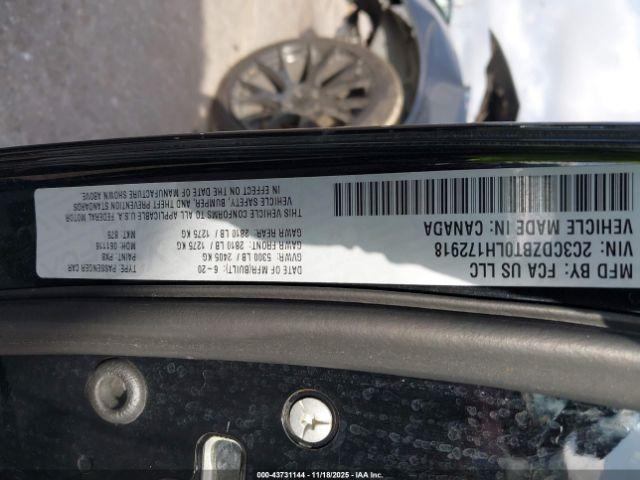 MFD BY: FCA US LLC
VIN: 2C3CDZBT0LH172918
VEHICLE MADE IN: CANADA
DATE OF MFR/BUILT: 6-20
GVWR: 5300 LB / 2405 KG
GAWR FRONT: 2810 LB / 1275 KG
GAWR REAR: 2810 LB / 1275 KG
TYPE: PASSENGER CAR
PAINT: PX8
MDH: 061116
MKT: 875
THIS VEHICLE CONFORMS TO ALL APPLICABLE U.S.A. FEDERAL MOTOR
VEHICLE SAFETY, BUMPER, AND THEFT PREVENTION STANDARDS
IN EFFECT ON THE DATE OF MANUFACTURE SHOWN ABOVE
000-43731144 - 11/18/2025 - IAA Inc.